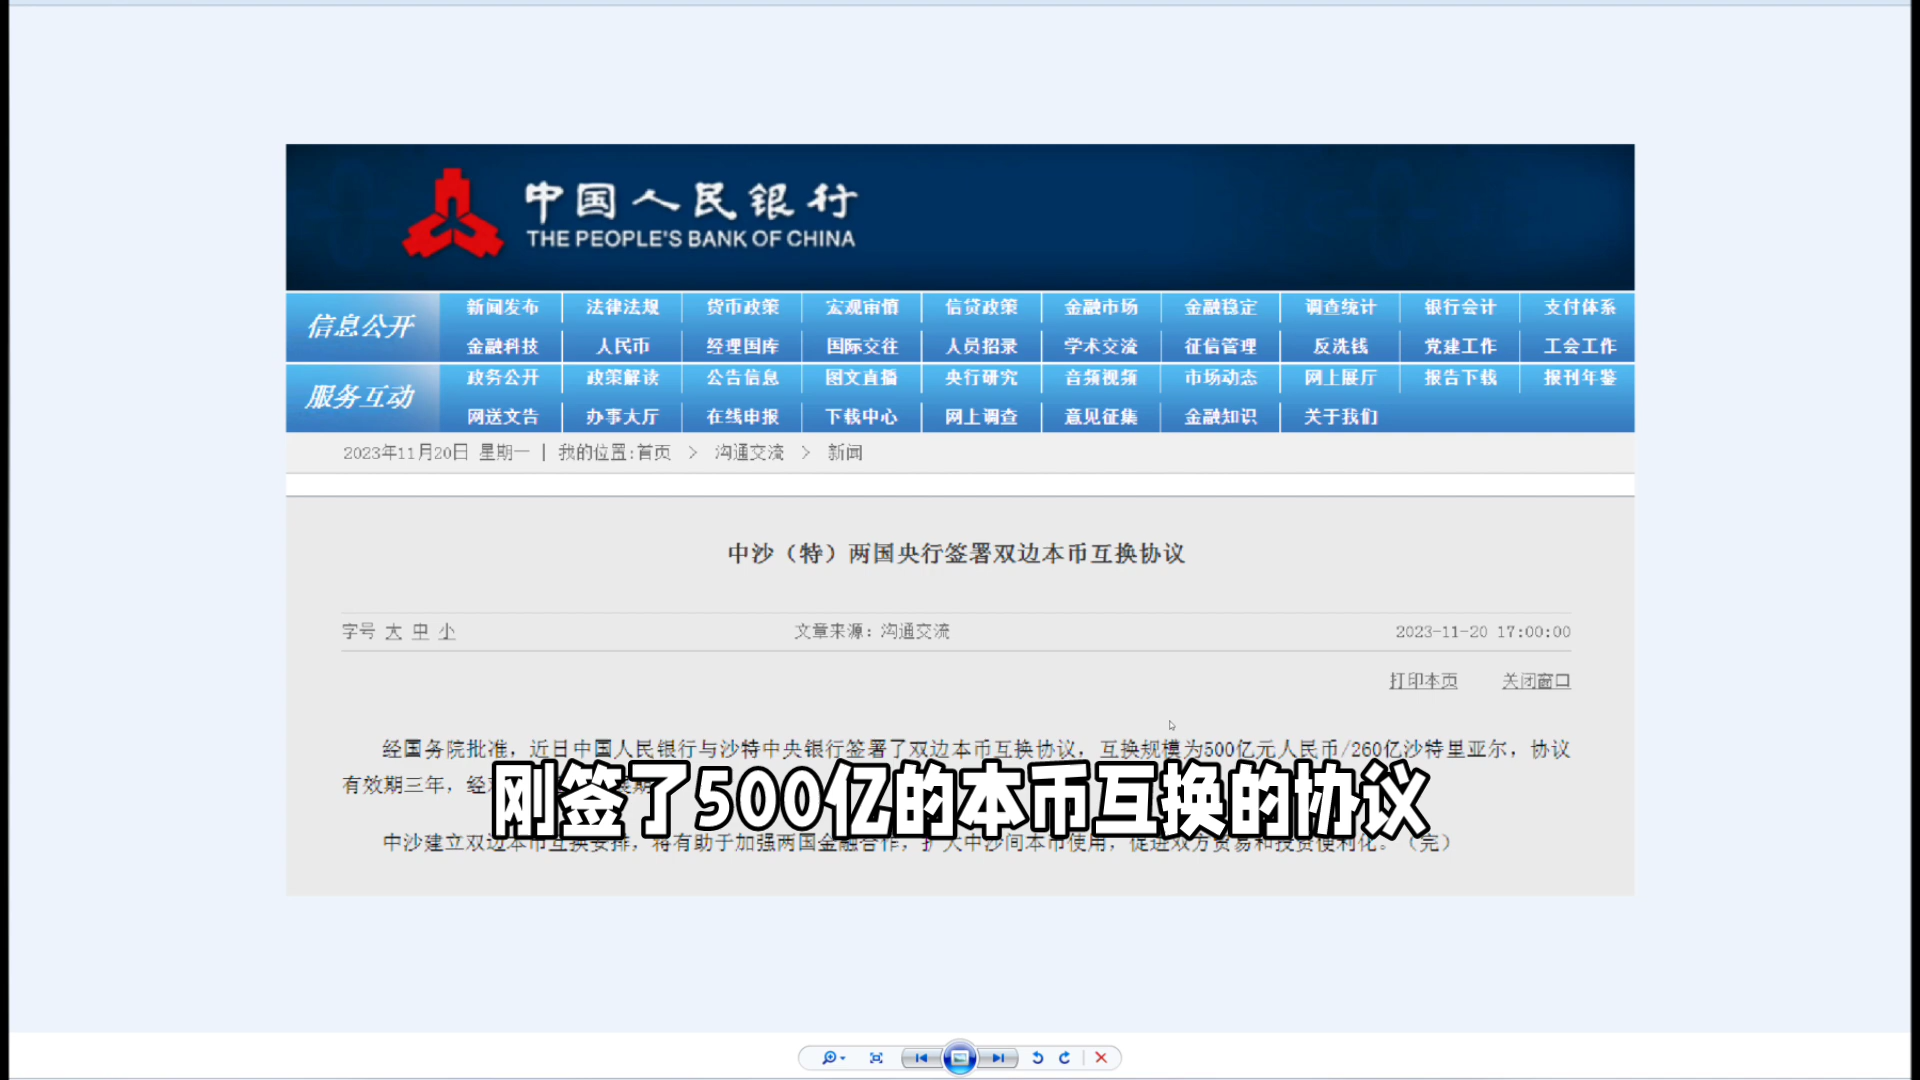 中国人民银行
THE PEOPLE'S BANK OF CHINA
信息公开
新闻发布 法律法规 货币政策 宏观审慎 信贷政策 金融市场 金融稳定 调查统计 银行会计 支付体系
金融科技 人民币 经理国库 国际交往 人员招录 学术交流 征信管理 反洗钱 党建工作 工会工作
服务互动
政务公开 政策解读 公告信息 图文直播 央行研究 音频视频 市场动态 网上展厅 报告下载 报刊年鉴
网送文告 办事大厅 在线申报 下载中心 网上调查 意见征集 金融知识 关于我们
2023年11月20日 星期一 | 我的位置:首页 > 沟通交流 > 新闻
中沙（特）两国央行签署双边本币互换协议
字号 大 中 小 文章来源：沟通交流 2023-11-20 17:00:00
打印本页 关闭窗口
经国务院批准，近日中国人民银行与沙特中央银行签署了双边本币互换协议，互换规模为500亿元人民币/260亿沙特里亚尔，协议
有效期三年，经
刚签了500亿的本币互换的协议
中沙建立双边本币互换安排，将有助于加强两国金融合作，扩大中沙间本币使用，促进双方贸易和投资便利化。（完）